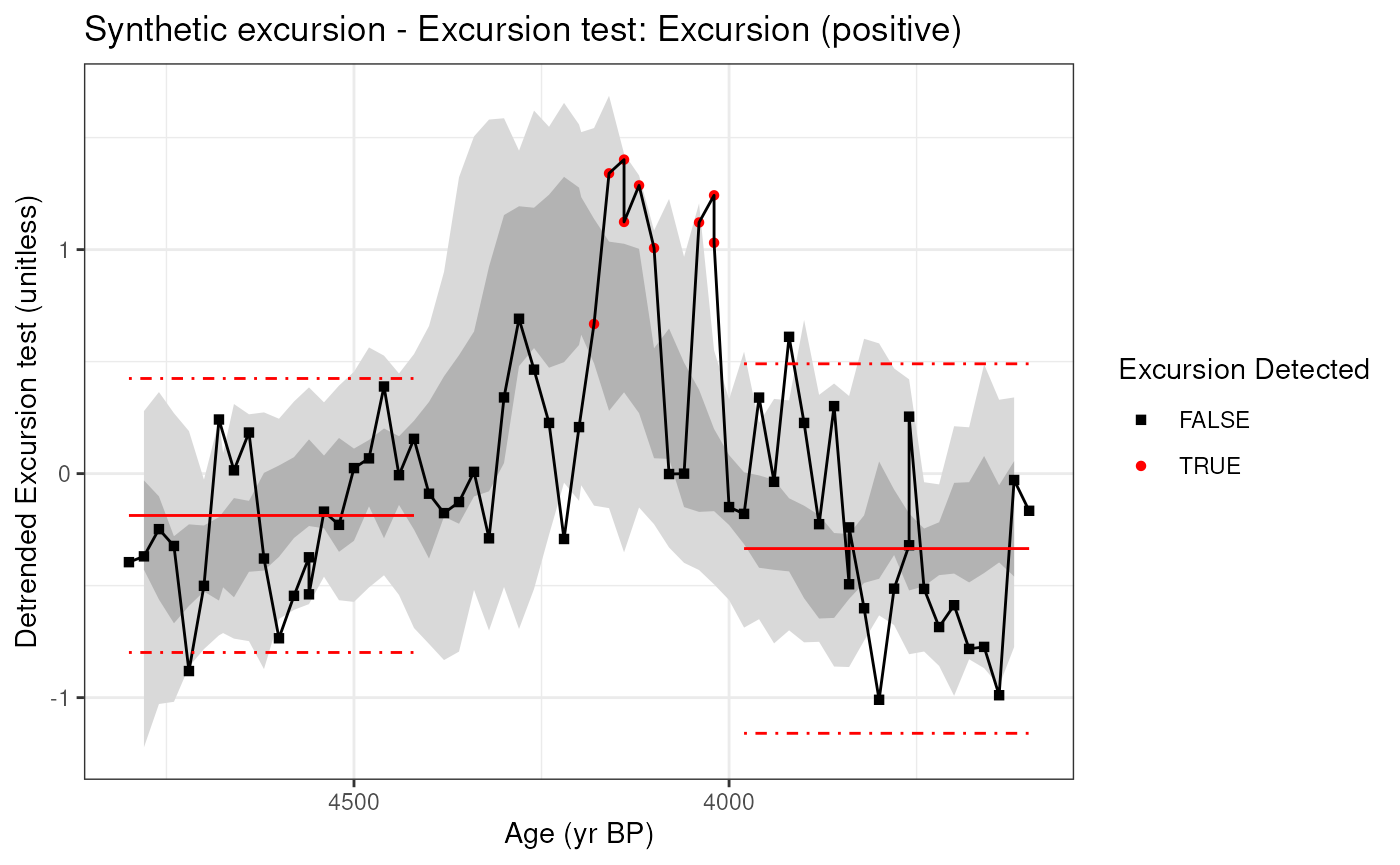 Synthetic excursion - Excursion test: Excursion (positive)
Detrended Excursion test (unitless)
1
0
-1
4500
4000
Age (yr BP)
Excursion Detected
FALSE
TRUE